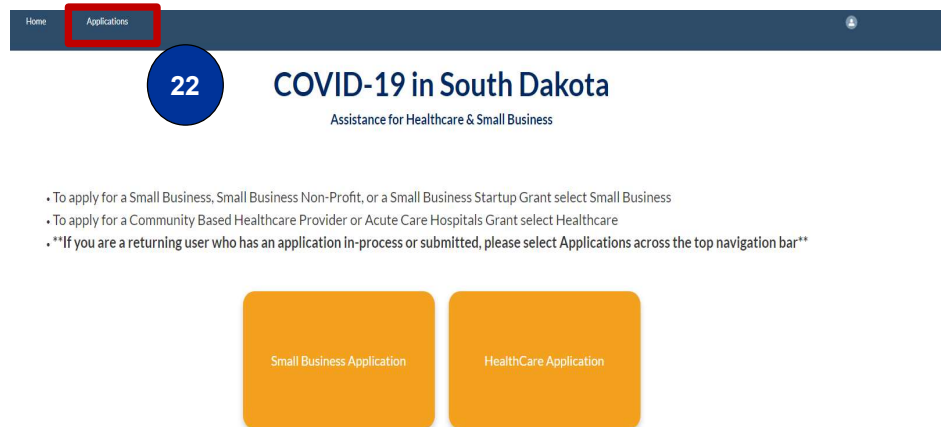 Home Applications
22
COVID-19 in South Dakota
Assistance for Healthcare & Small Business
• To apply for a Small Business, Small Business Non-Profit, or a Small Business Startup Grant select Small Business
• To apply for a Community Based Healthcare Provider or Acute Care Hospitals Grant select Healthcare
• **If you are a returning user who has an application in-process or submitted, please select Applications across the top navigation bar**
Small Business Application HealthCare Application